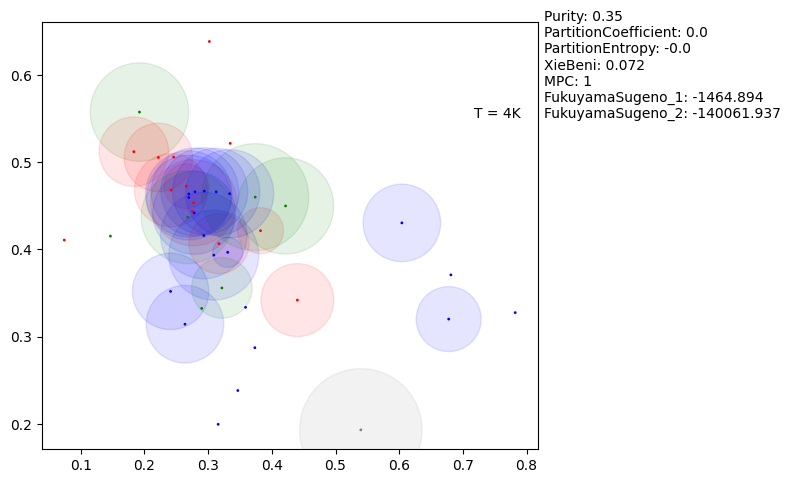 Purity: 0.35
PartitionCoefficient: 0.0
PartitionEntropy: -0.0
XieBeni: 0.072
MPC: 1
FukuyamaSugeno_1: -1464.894
FukuyamaSugeno_2: -140061.937
T = 4K
0.6
0.5
0.4
0.3
0.2
0.1 0.2 0.3 0.4 0.5 0.6 0.7 0.8